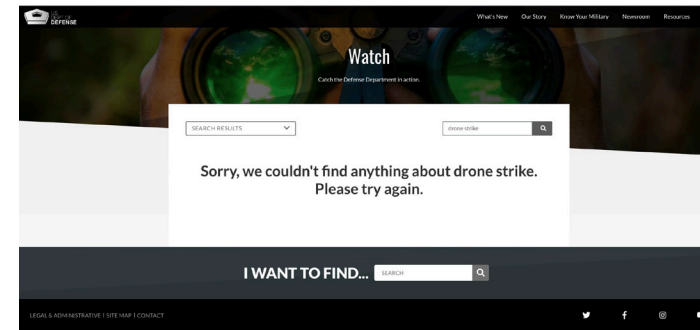 U.S.
DEPT OF
DEFENSE
What's New Our Story Know Your Military Newsroom Resources
Watch
Catch the Defense Department in action.
SEARCH RESULTS
drone strike
Sorry, we couldn't find anything about drone strike.
Please try again.
I WANT TO FIND... SEARCH
LEGAL & ADMINISTRATIVE | SITE MAP | CONTACT